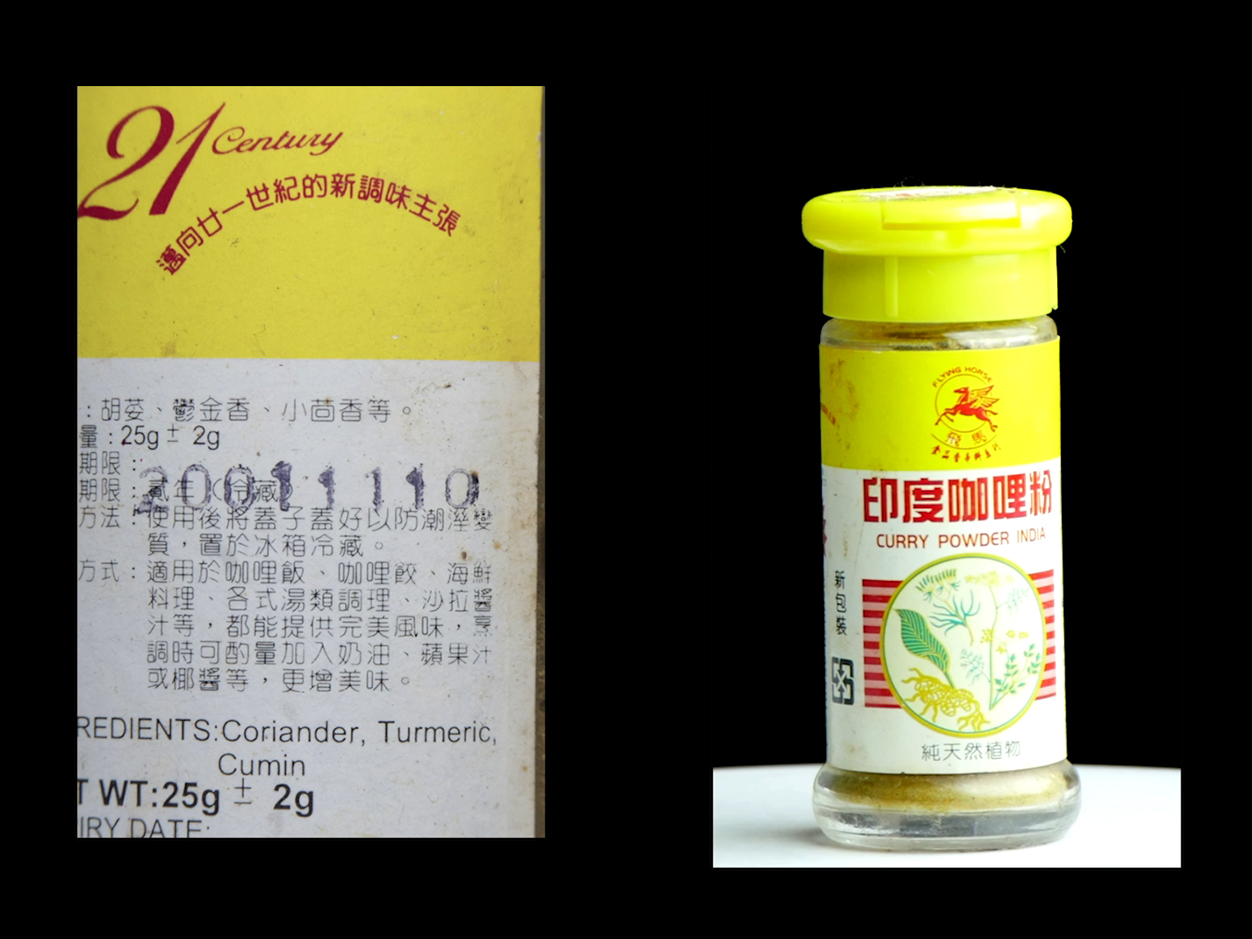 21 Century
邁向廿一世紀的新調味主張
:胡荽、鬱金香、小茴香等。
量:25g± 2g
期限:
20011110
期限:貳年(冷藏)
方法:使用後將蓋子蓋好以防潮溼變
質,置於冰箱冷藏。
方式:適用於咖哩飯、咖哩餃、海鮮
料理、各式湯類調理、沙拉醬
汁等,都能提供完美風味,烹
調時可酌量加入奶油、蘋果汁
或椰醬等,更增美味。
REDIENTS:Coriander, Turmeric,
Cumin
T WT:25g ± 2g
IRY DATE:
FLYING HORSE
飛馬
印度咖哩粉
CURRY POWDER INDIA
新包裝
純天然植物